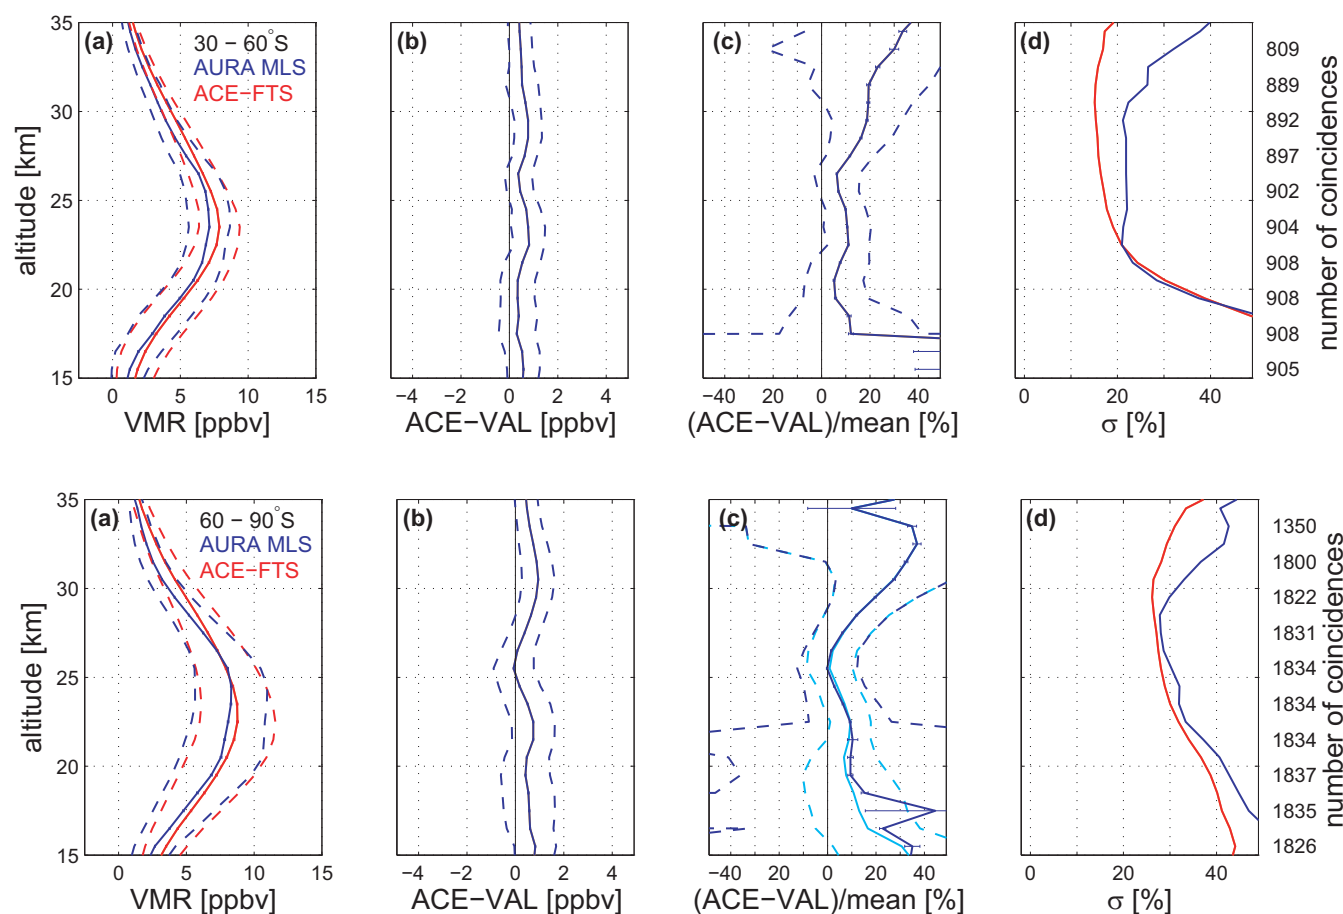 (a) 30 − 60°S
AURA MLS
ACE−FTS
(b)
(c)
(d)
35
30
25
20
15
altitude [km]
0 5 10 15
VMR [ppbv]
−4 −2 0 2 4
ACE−VAL [ppbv]
−40 −20 0 20 40
(ACE−VAL)/mean [%]
0 20 40
σ [%]
809
889
892
897
902
904
908
908
908
905
number of coincidences
(a) 60 − 90°S
AURA MLS
ACE−FTS
(b)
(c)
(d)
35
30
25
20
15
altitude [km]
0 5 10 15
VMR [ppbv]
−4 −2 0 2 4
ACE−VAL [ppbv]
−40 −20 0 20 40
(ACE−VAL)/mean [%]
0 20 40
σ [%]
1350
1800
1822
1831
1834
1834
1834
1837
1835
1826
number of coincidences